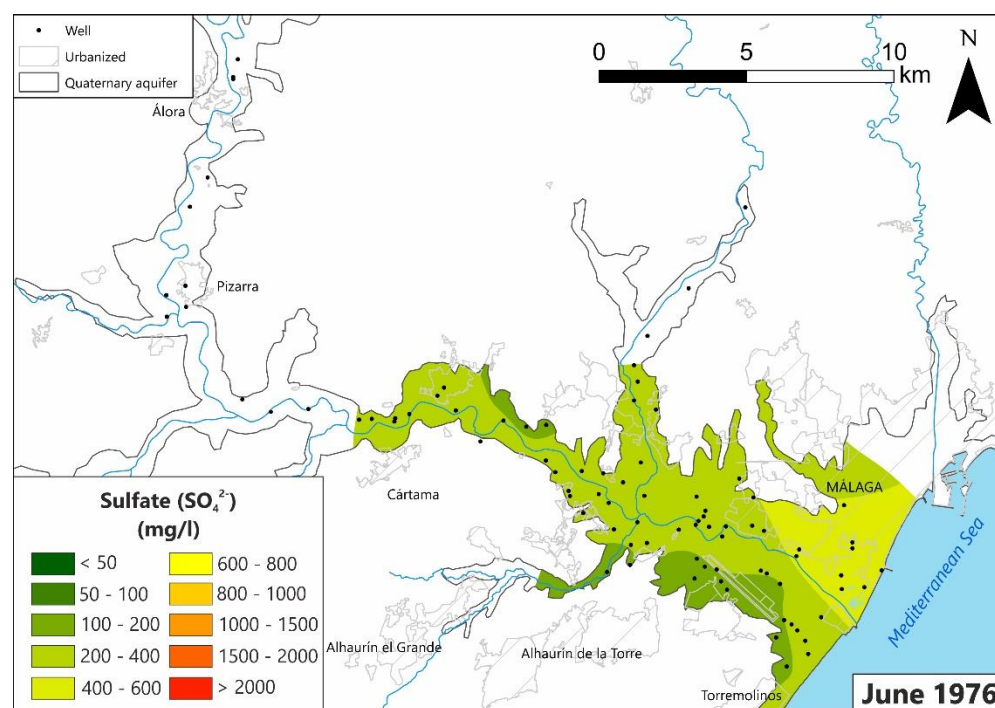 Well
Urbanized
Quaternary aquifer
0 5 10
km
N
Álora
Pizarra
Cártama
MÁLAGA
Mediterranean Sea
Alhaurín el Grande
Alhaurín de la Torre
Torremolinos
Sulfate (SO₄²⁻)
(mg/l)
< 50
50 - 100
100 - 200
200 - 400
400 - 600
600 - 800
800 - 1000
1000 - 1500
1500 - 2000
> 2000
June 1976